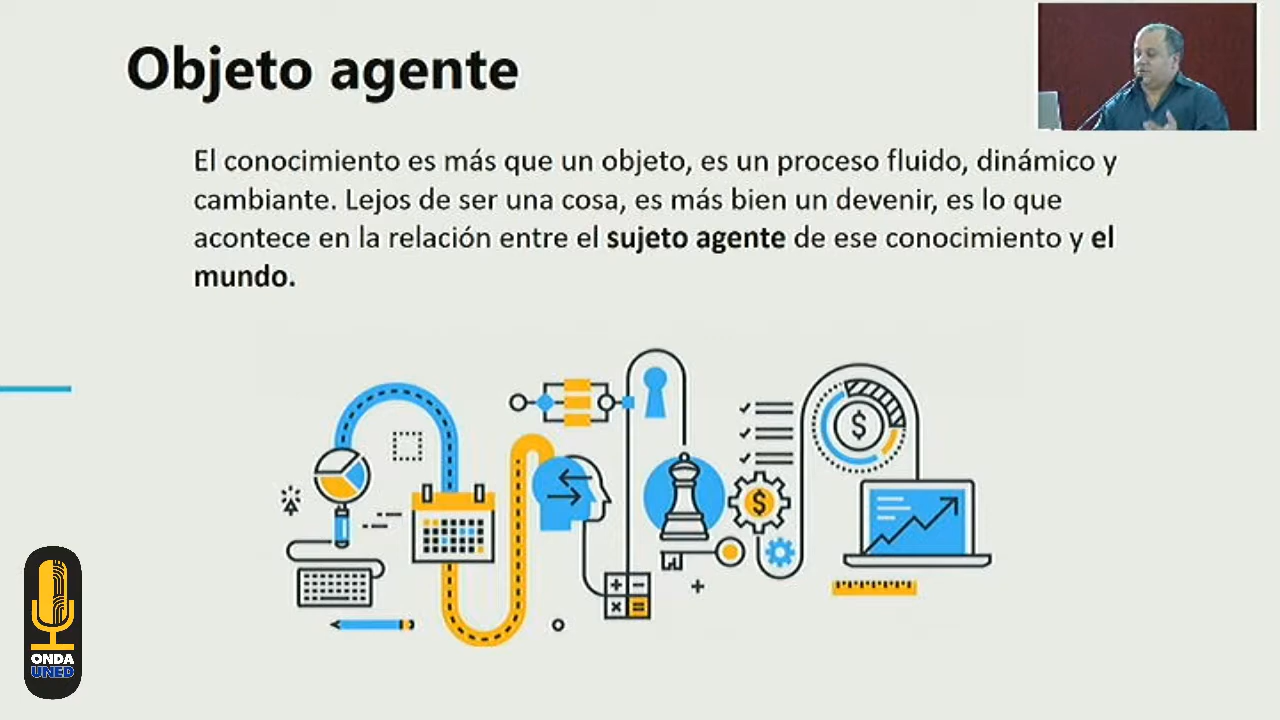 Objeto agente
El conocimiento es más que un objeto, es un proceso fluido, dinámico y
cambiante. Lejos de ser una cosa, es más bien un devenir, es lo que
acontece en la relación entre el sujeto agente de ese conocimiento y el
mundo.
$
$
+ −
× =
ONDA
UNED